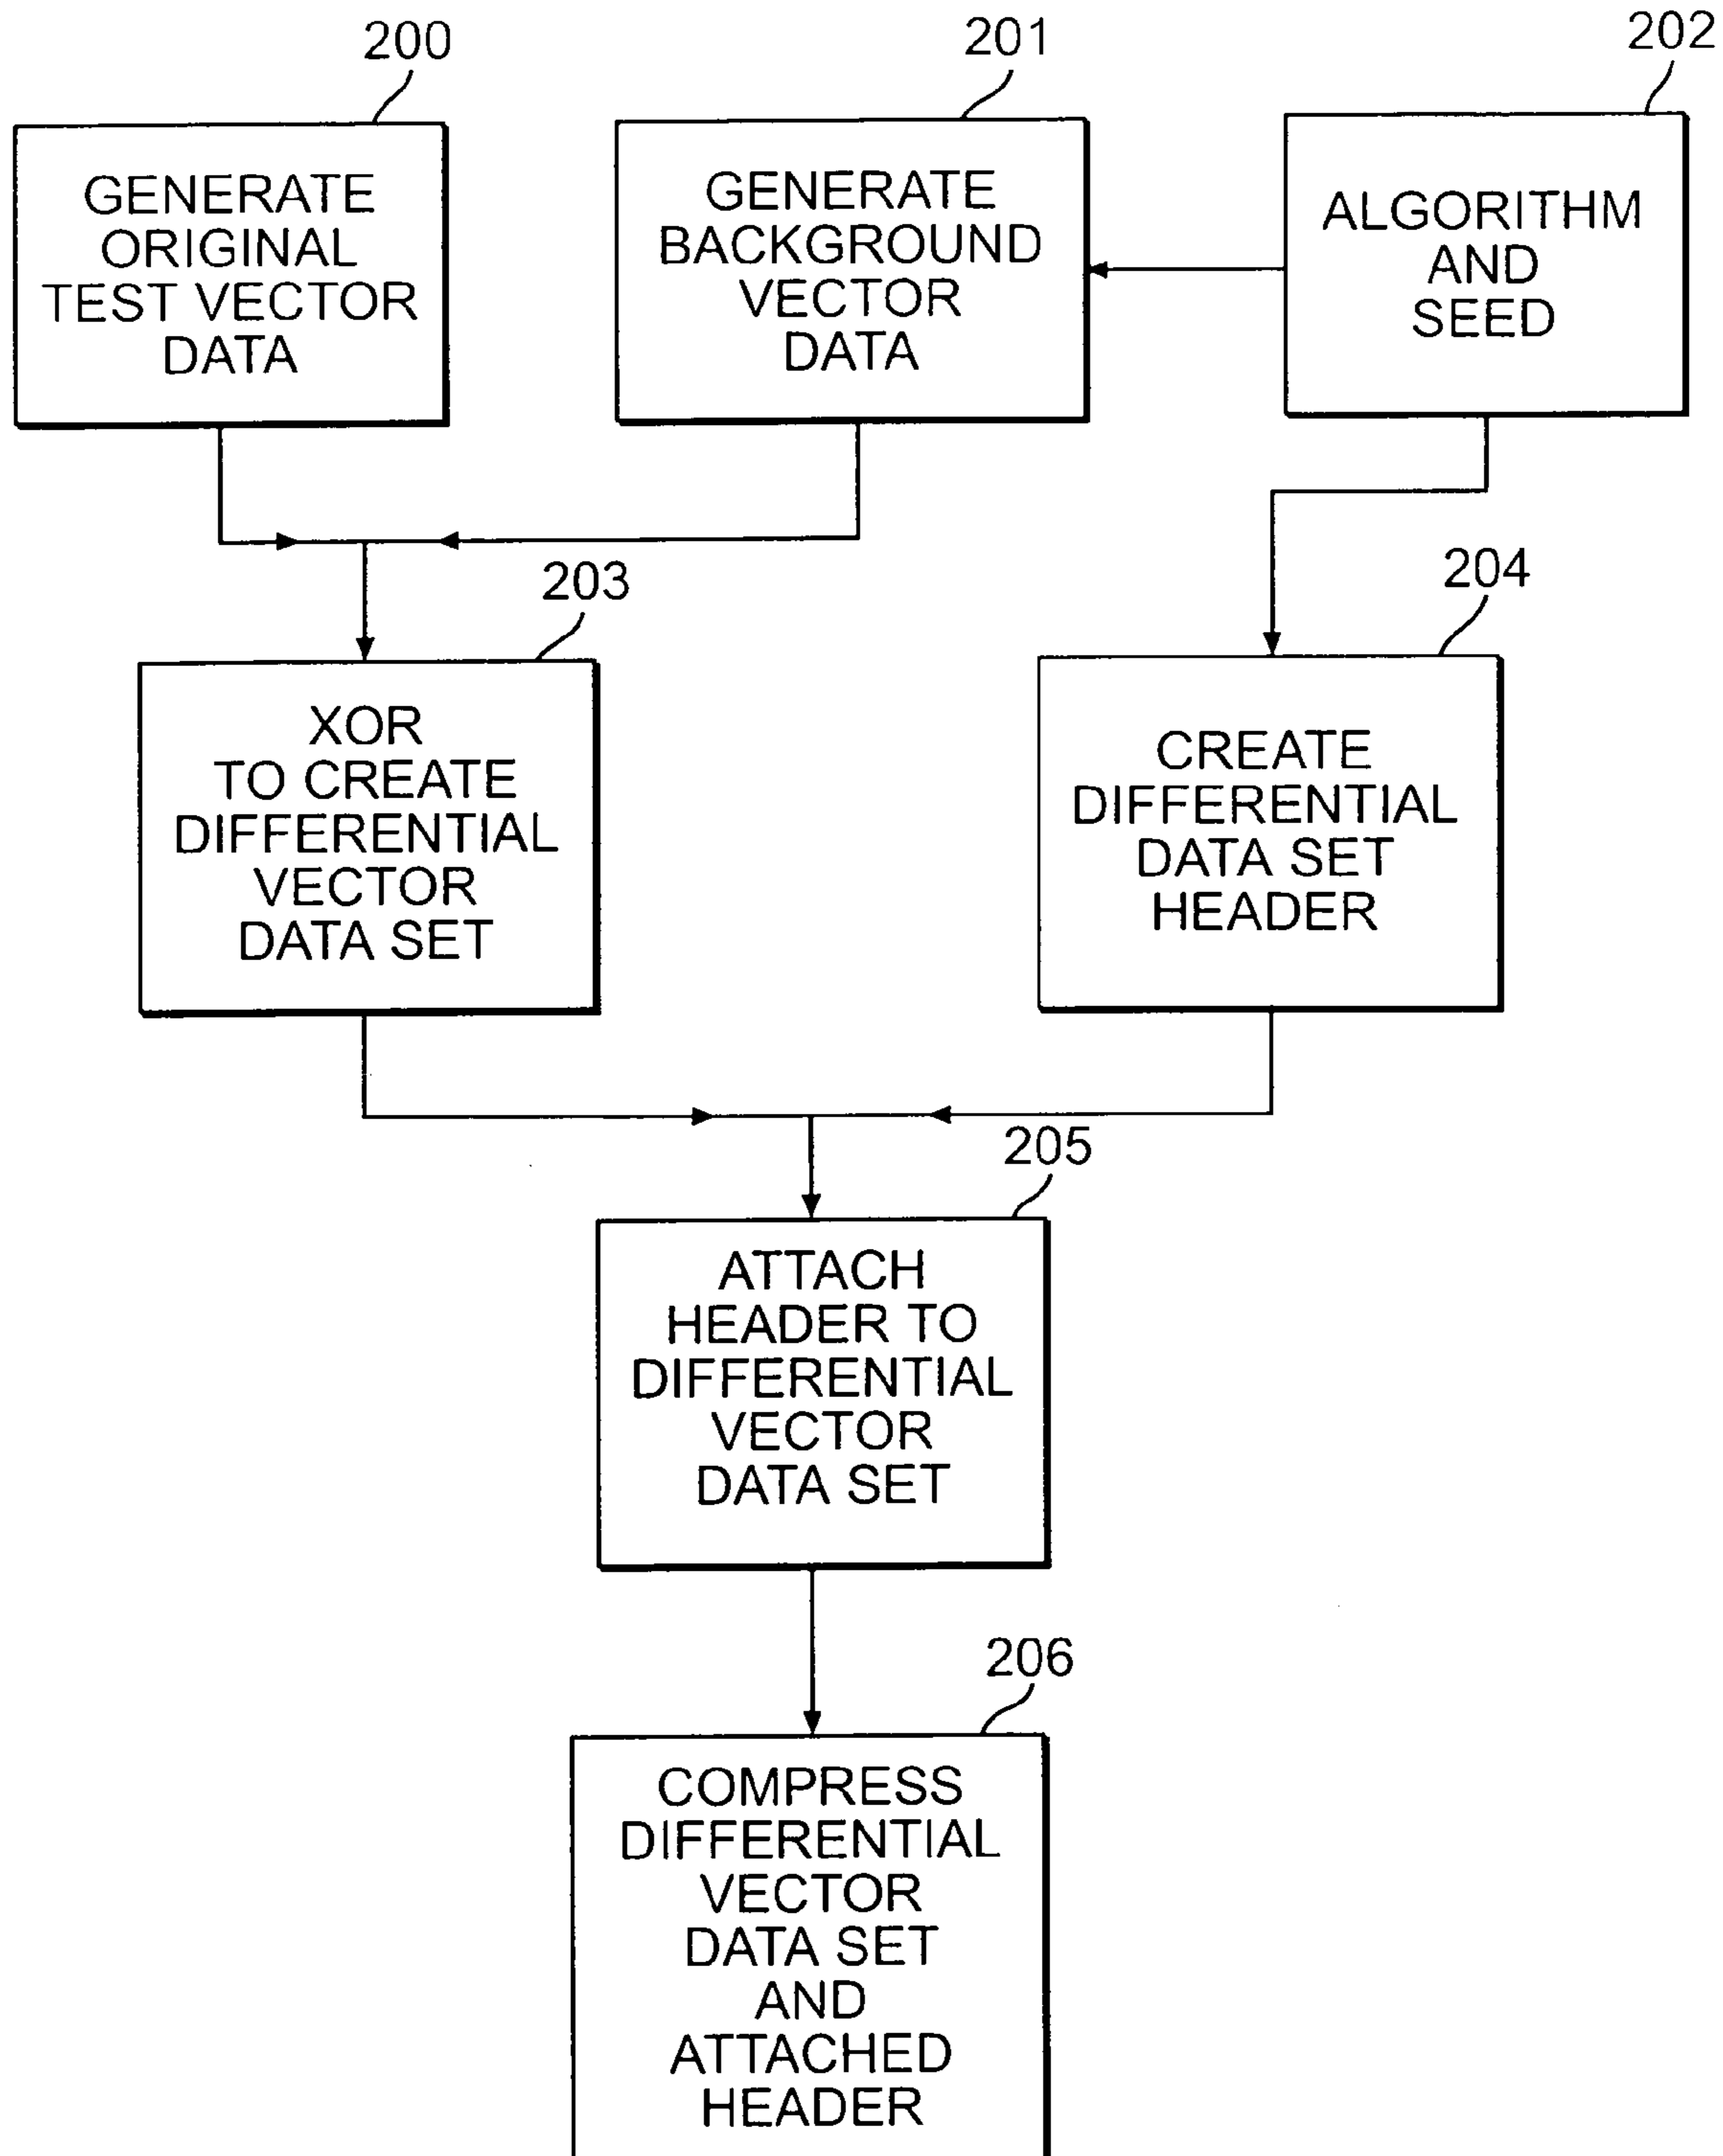 200
GENERATE
ORIGINAL
TEST VECTOR
DATA
201
GENERATE
BACKGROUND
VECTOR
DATA
202
ALGORITHM
AND
SEED
203
XOR
TO CREATE
DIFFERENTIAL
VECTOR
DATA SET
204
CREATE
DIFFERENTIAL
DATA SET
HEADER
205
ATTACH
HEADER TO
DIFFERENTIAL
VECTOR
DATA SET
206
COMPRESS
DIFFERENTIAL
VECTOR
DATA SET
AND
ATTACHED
HEADER